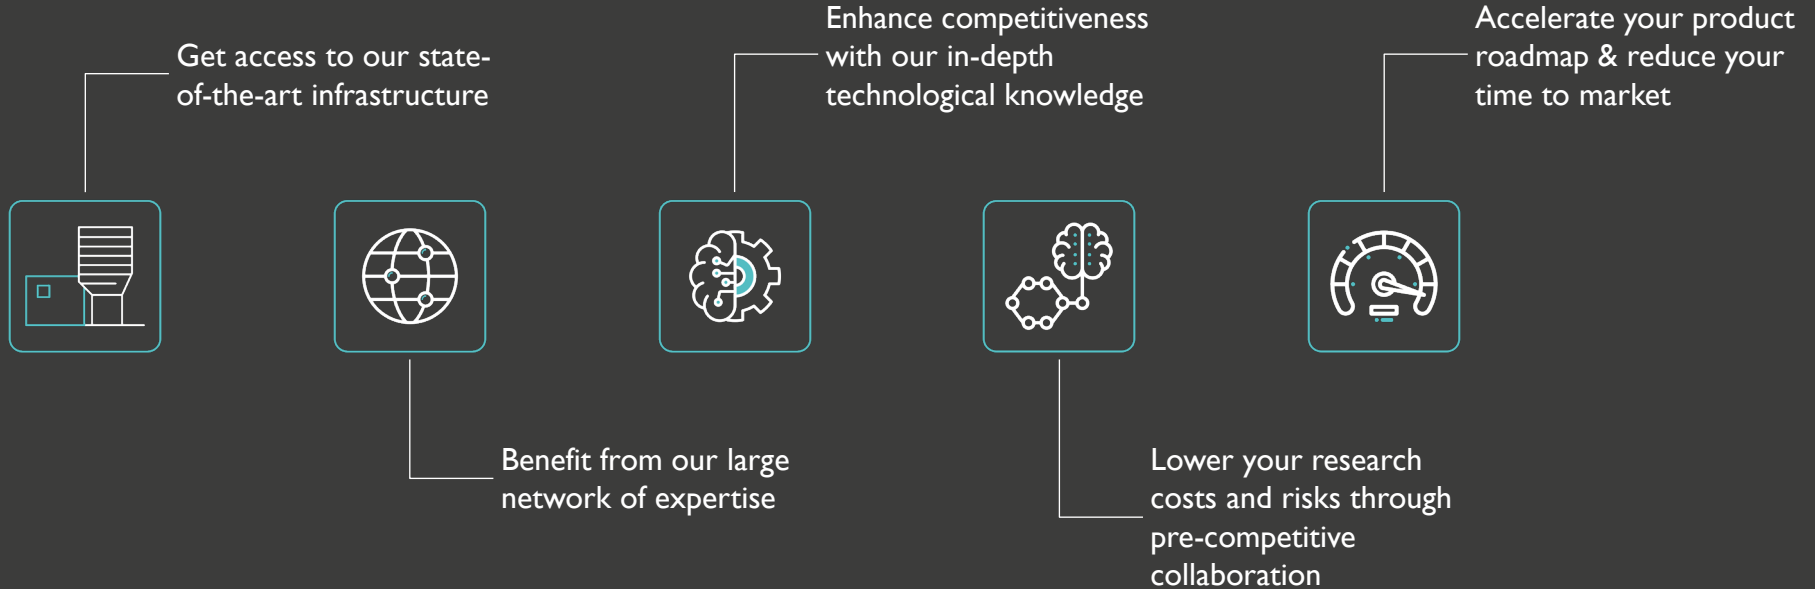 Get access to our state-
of-the-art infrastructure
Benefit from our large
network of expertise
Enhance competitiveness
with our in-depth
technological knowledge
Lower your research
costs and risks through
pre-competitive
collaboration
Accelerate your product
roadmap & reduce your
time to market